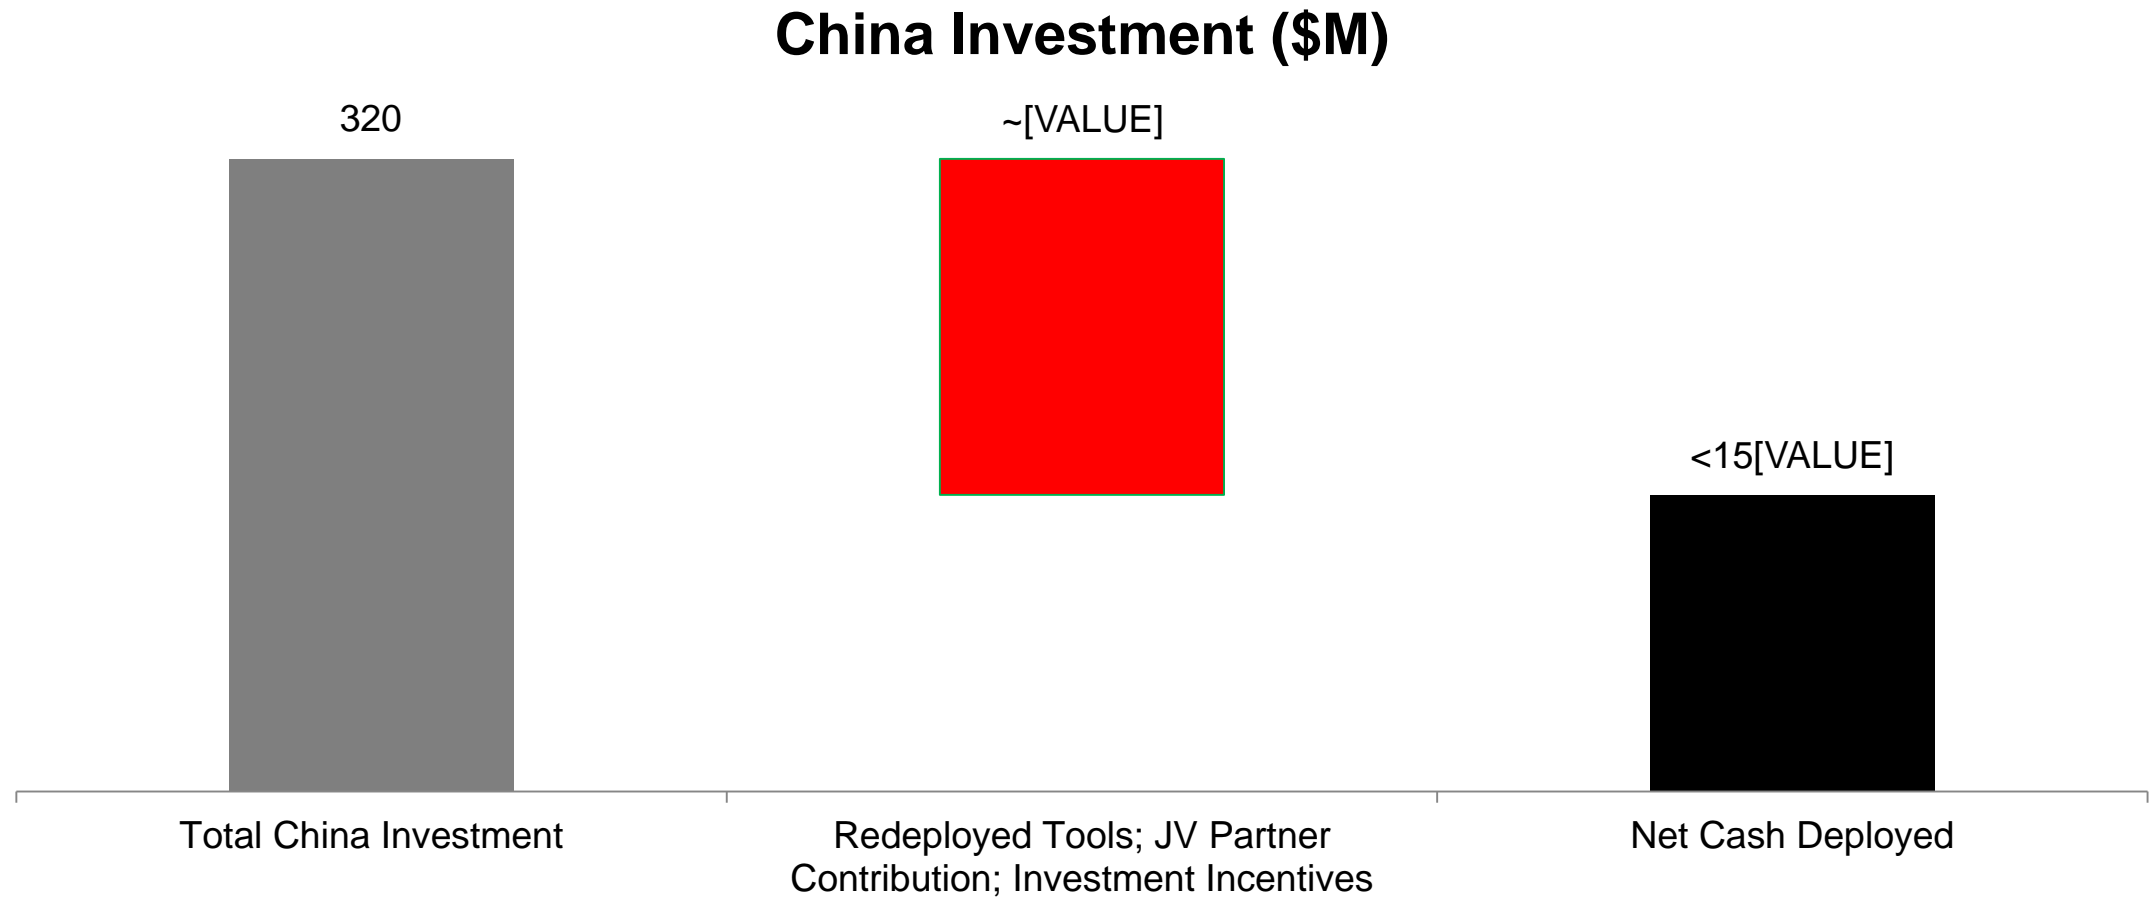 China Investment ($M)
320
~[VALUE]
<15[VALUE]
Total China Investment
Redeployed Tools; JV Partner
Contribution; Investment Incentives
Net Cash Deployed